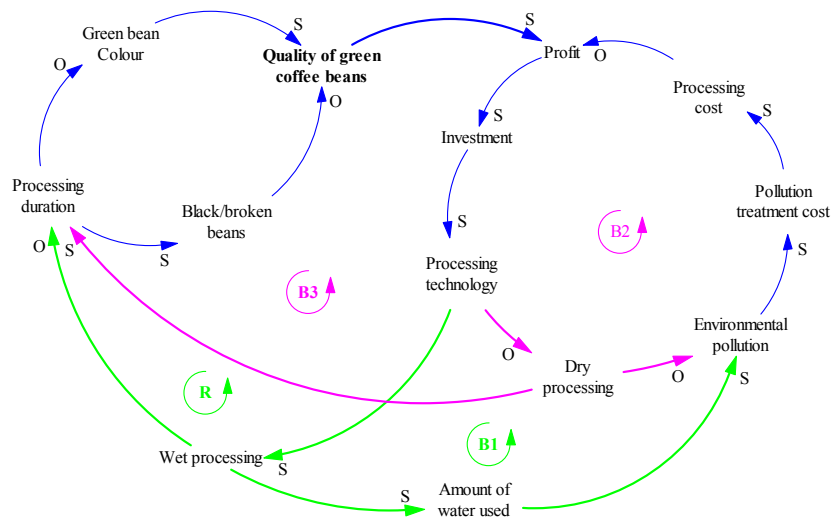 Green bean
Colour
S
S
Quality of green
coffee beans
Profit
O
O
O
Processing
cost
S
S
Investment
Processing
duration
Black/broken
beans
Pollution
treatment cost
S
B2
O
S
S
S
Processing
technology
B3
Environmental
pollution
O
Dry
processing
O
S
R
B1
Wet processing
S
S
Amount of
water used